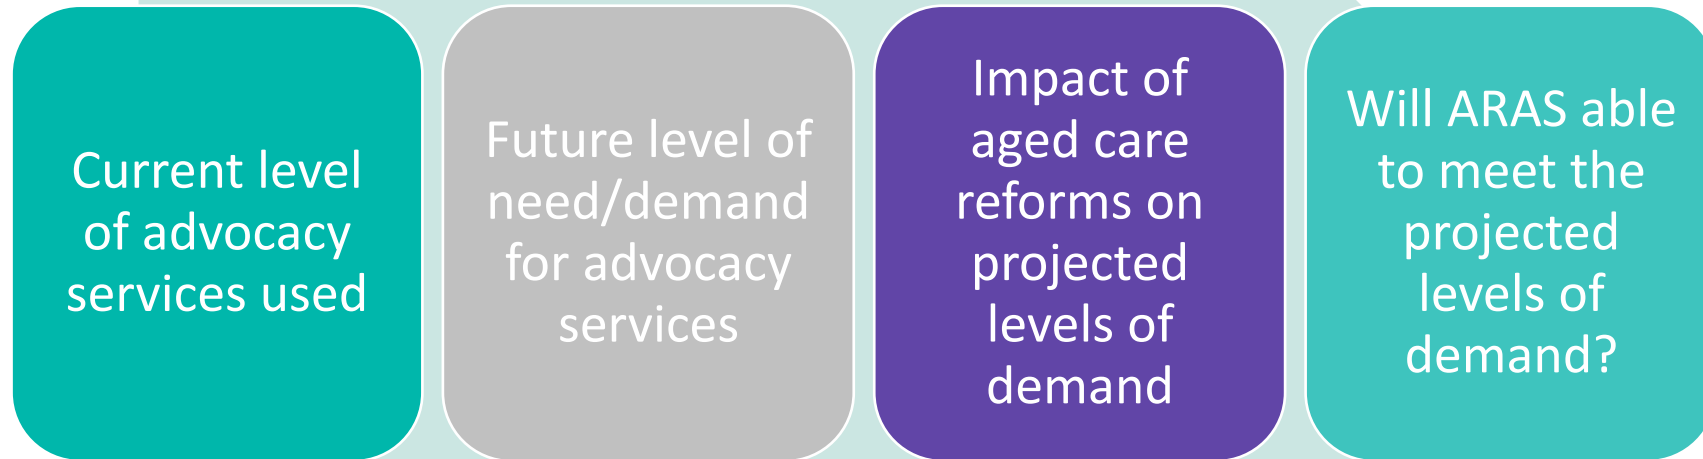 Current level
of advocacy
services used
Future level of
need/demand
for advocacy
services
Impact of
aged care
reforms on
projected
levels of
demand
Will ARAS able
to meet the
projected
levels of
demand?